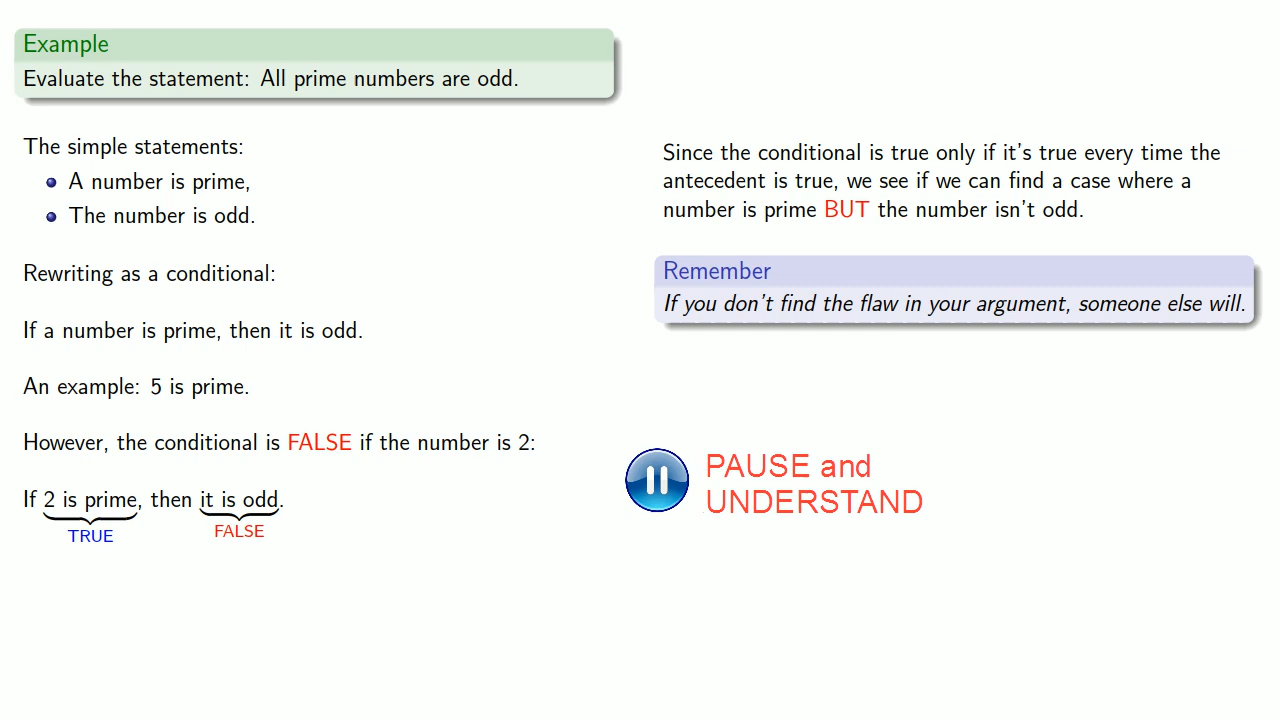 Example
Evaluate the statement: All prime numbers are odd.
The simple statements:
A number is prime,
The number is odd.
Rewriting as a conditional:
If a number is prime, then it is odd.
An example: 5 is prime.
However, the conditional is FALSE if the number is 2:
If 2 is prime, then it is odd.
TRUE FALSE
Since the conditional is true only if it's true every time the
antecedent is true, we see if we can find a case where a
number is prime BUT the number isn't odd.
Remember
If you don't find the flaw in your argument, someone else will.
PAUSE and
UNDERSTAND